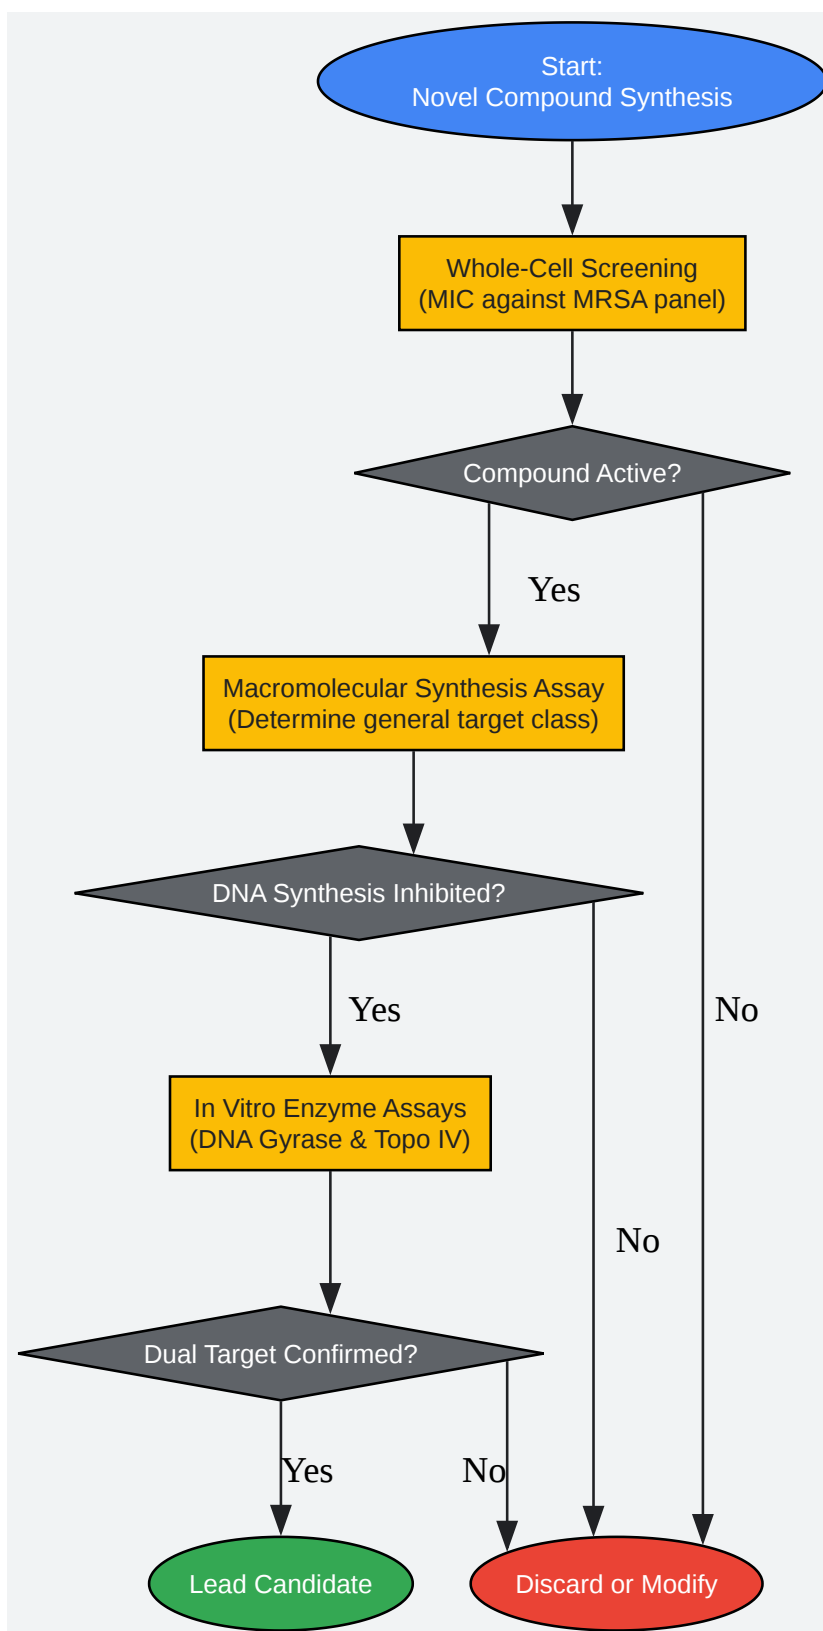 Start:
Novel Compound Synthesis
Whole-Cell Screening
(MIC against MRSA panel)
Compound Active?
Yes
Macromolecular Synthesis Assay
(Determine general target class)
DNA Synthesis Inhibited?
Yes
No
In Vitro Enzyme Assays
(DNA Gyrase & Topo IV)
No
Dual Target Confirmed?
Yes
No
Lead Candidate
Discard or Modify